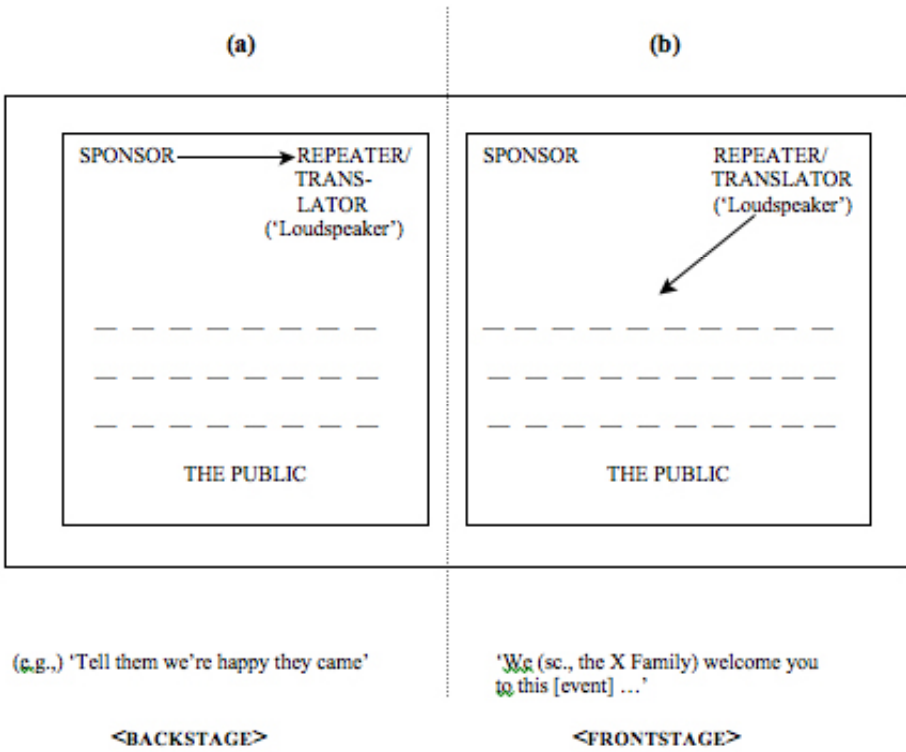 (a)
SPONSOR
REPEATER/
TRANS-
LATOR
(‘Loudspeaker’)
THE PUBLIC
(e.g.,) ‘Tell them we’re happy they came’
<BACKSTAGE>
(b)
SPONSOR
REPEATER/
TRANSLATOR
(‘Loudspeaker’)
THE PUBLIC
‘We (sc., the X Family) welcome you
to this [event] …’
<FRONTSTAGE>